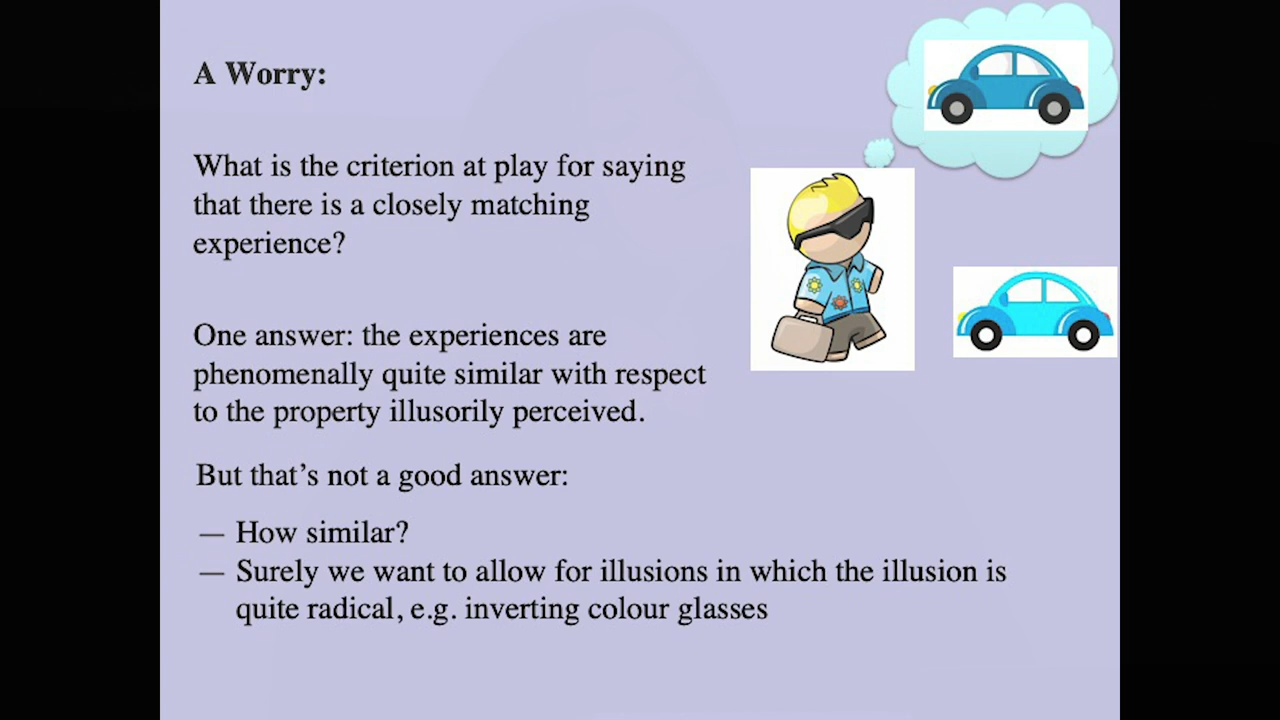 A Worry:
What is the criterion at play for saying
that there is a closely matching
experience?
One answer: the experiences are
phenomenally quite similar with respect
to the property illusorily perceived.
But that’s not a good answer:
— How similar?
— Surely we want to allow for illusions in which the illusion is
quite radical, e.g. inverting colour glasses